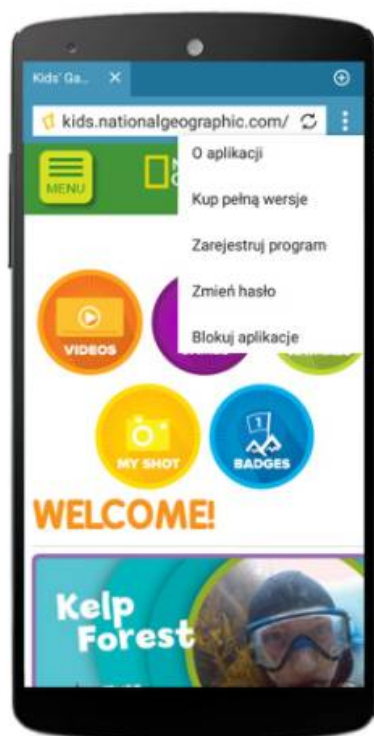 Kids' Ga...
kids.nationalgeographic.com/
O aplikacji
Kup pełną wersje
Zarejestruj program
Zmień hasło
Blokuj aplikacje
MENU
VIDEOS
MY SHOT
BADGES
WELCOME!
Kelp
Forest